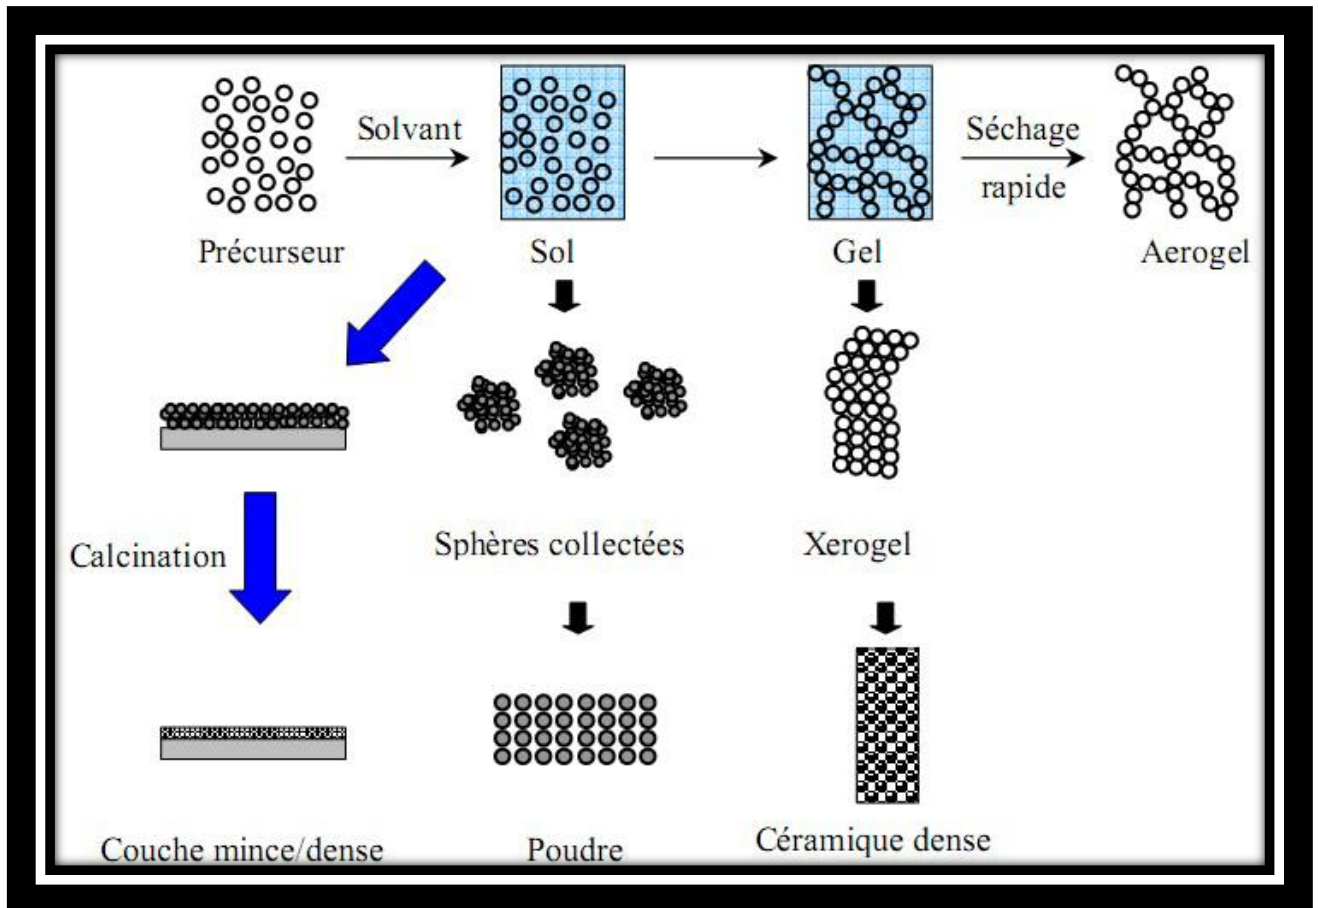 Solvant
Séchage
rapide
Précurseur
Sol
Gel
Aerogel
Calcination
Sphères collectées
Xerogel
Couche mince/dense
Poudre
Céramique dense